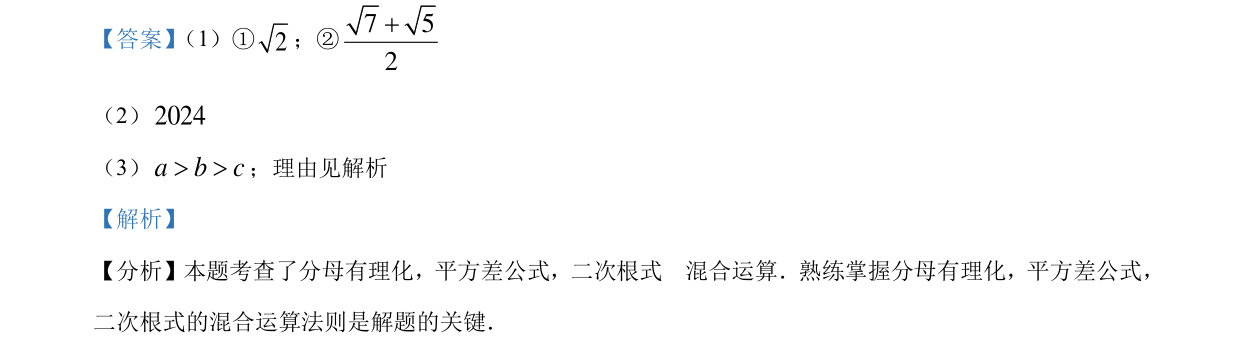 【答案】（1）①√2；②(√7+√5)/2
（2）2024
（3）a>b>c；理由见解析
【解析】
【分析】本题考查了分母有理化，平方差公式，二次根式　混合运算．熟练掌握分母有理化，平方差公式，
二次根式的混合运算法则是解题的关键．